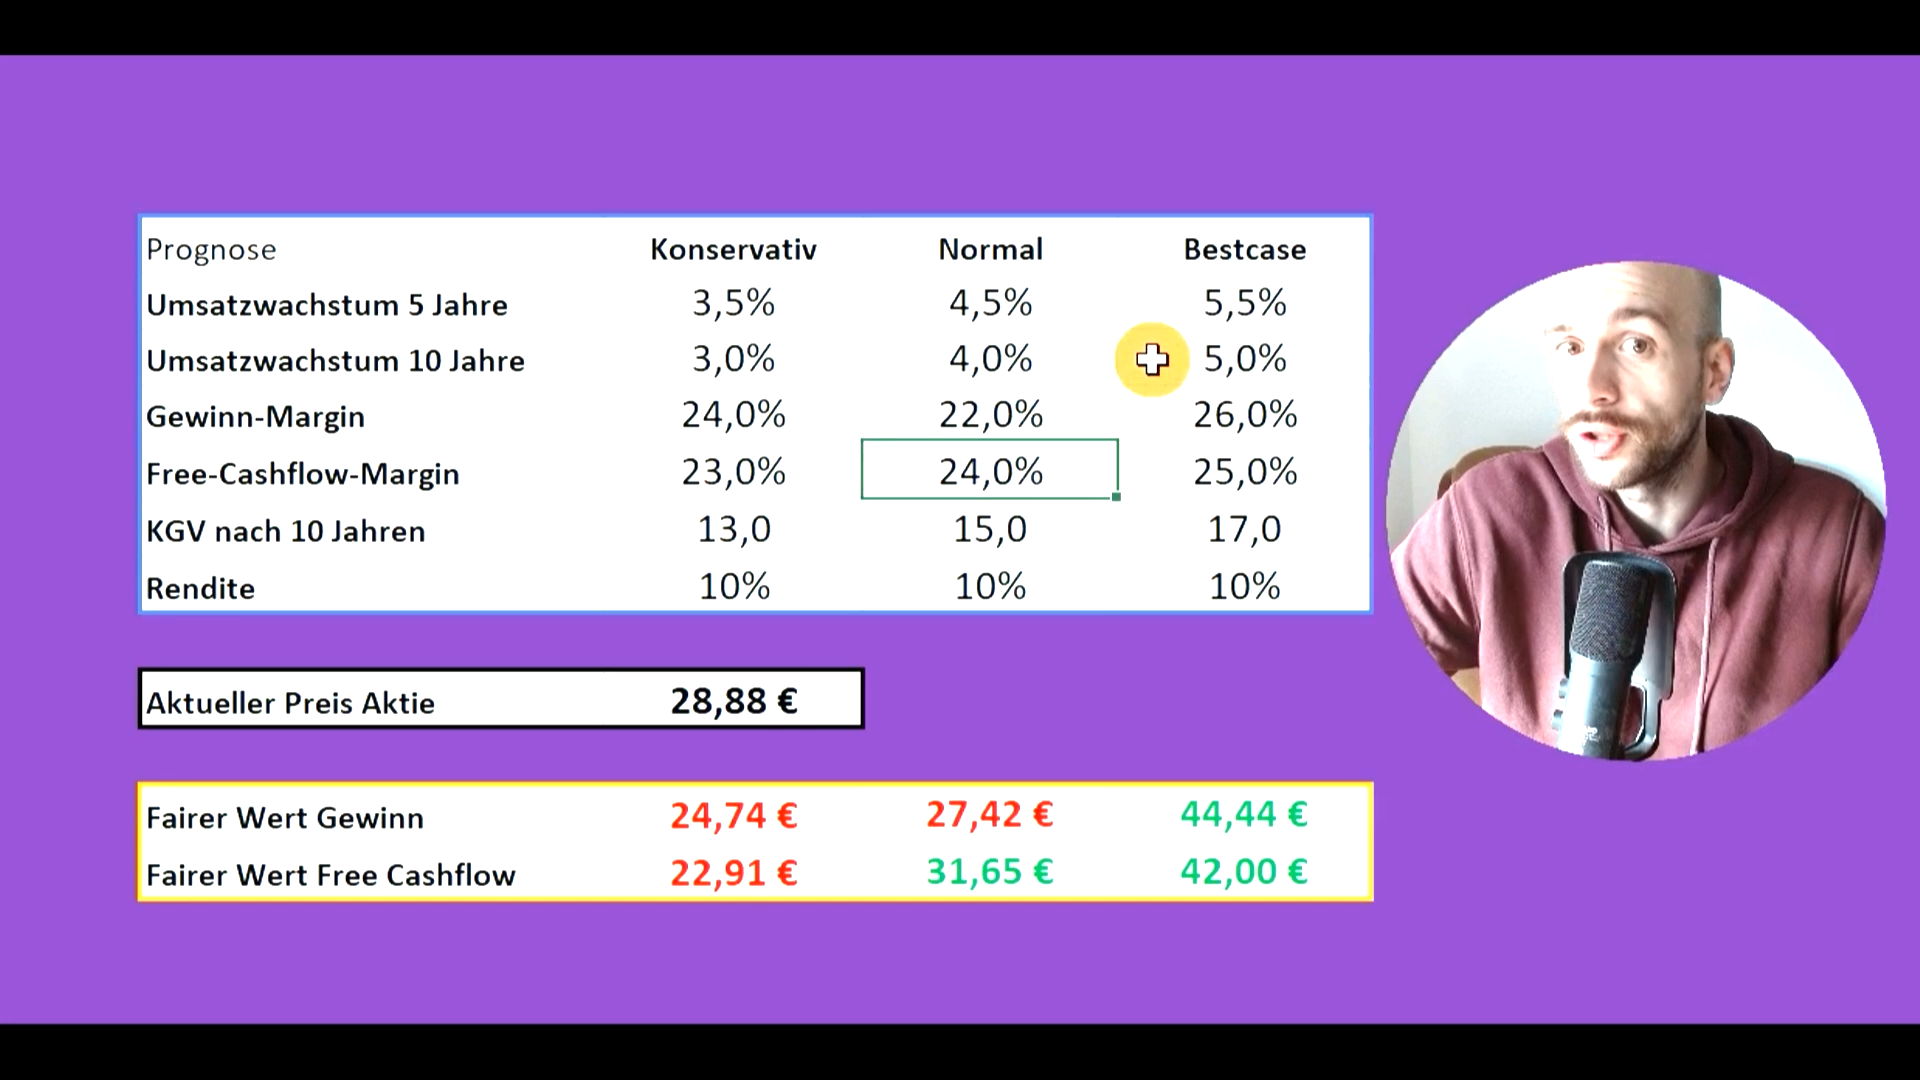 Prognose Konservativ Normal Bestcase
Umsatzwachstum 5 Jahre 3,5% 4,5% 5,5%
Umsatzwachstum 10 Jahre 3,0% 4,0% 5,0%
Gewinn-Margin 24,0% 22,0% 26,0%
Free-Cashflow-Margin 23,0% 24,0% 25,0%
KGV nach 10 Jahren 13,0 15,0 17,0
Rendite 10% 10% 10%
Aktueller Preis Aktie 28,88 €
Fairer Wert Gewinn 24,74 € 27,42 € 44,44 €
Fairer Wert Free Cashflow 22,91 € 31,65 € 42,00 €